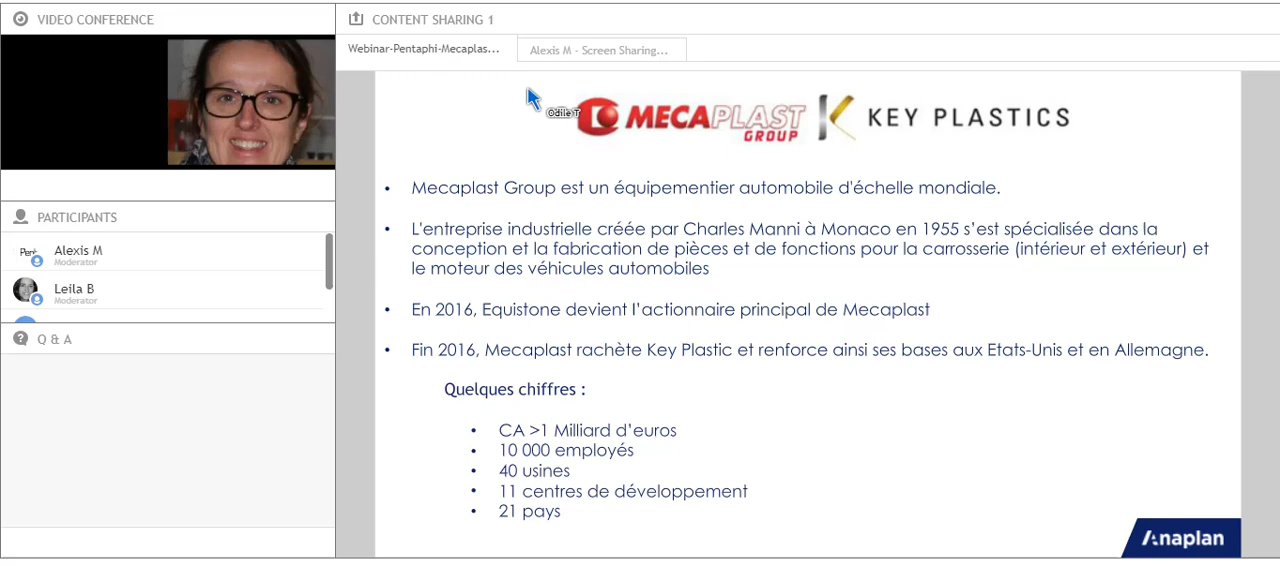 VIDEO CONFERENCE
PARTICIPANTS
Alexis M
Moderator
Leila B
Moderator
Q & A
CONTENT SHARING 1
Webinar-Pentaphi-Mecaplas...
Alexis M - Screen Sharing...
Odile T
MECAPLAST
GROUP
KEY PLASTICS
• Mecaplast Group est un équipementier automobile d'échelle mondiale.
• L'entreprise industrielle créée par Charles Manni à Monaco en 1955 s’est spécialisée dans la
conception et la fabrication de pièces et de fonctions pour la carrosserie (intérieur et extérieur) et
le moteur des véhicules automobiles
• En 2016, Equistone devient l’actionnaire principal de Mecaplast
• Fin 2016, Mecaplast rachète Key Plastic et renforce ainsi ses bases aux Etats-Unis et en Allemagne.
Quelques chiffres :
• CA >1 Milliard d’euros
• 10 000 employés
• 40 usines
• 11 centres de développement
• 21 pays
Anaplan